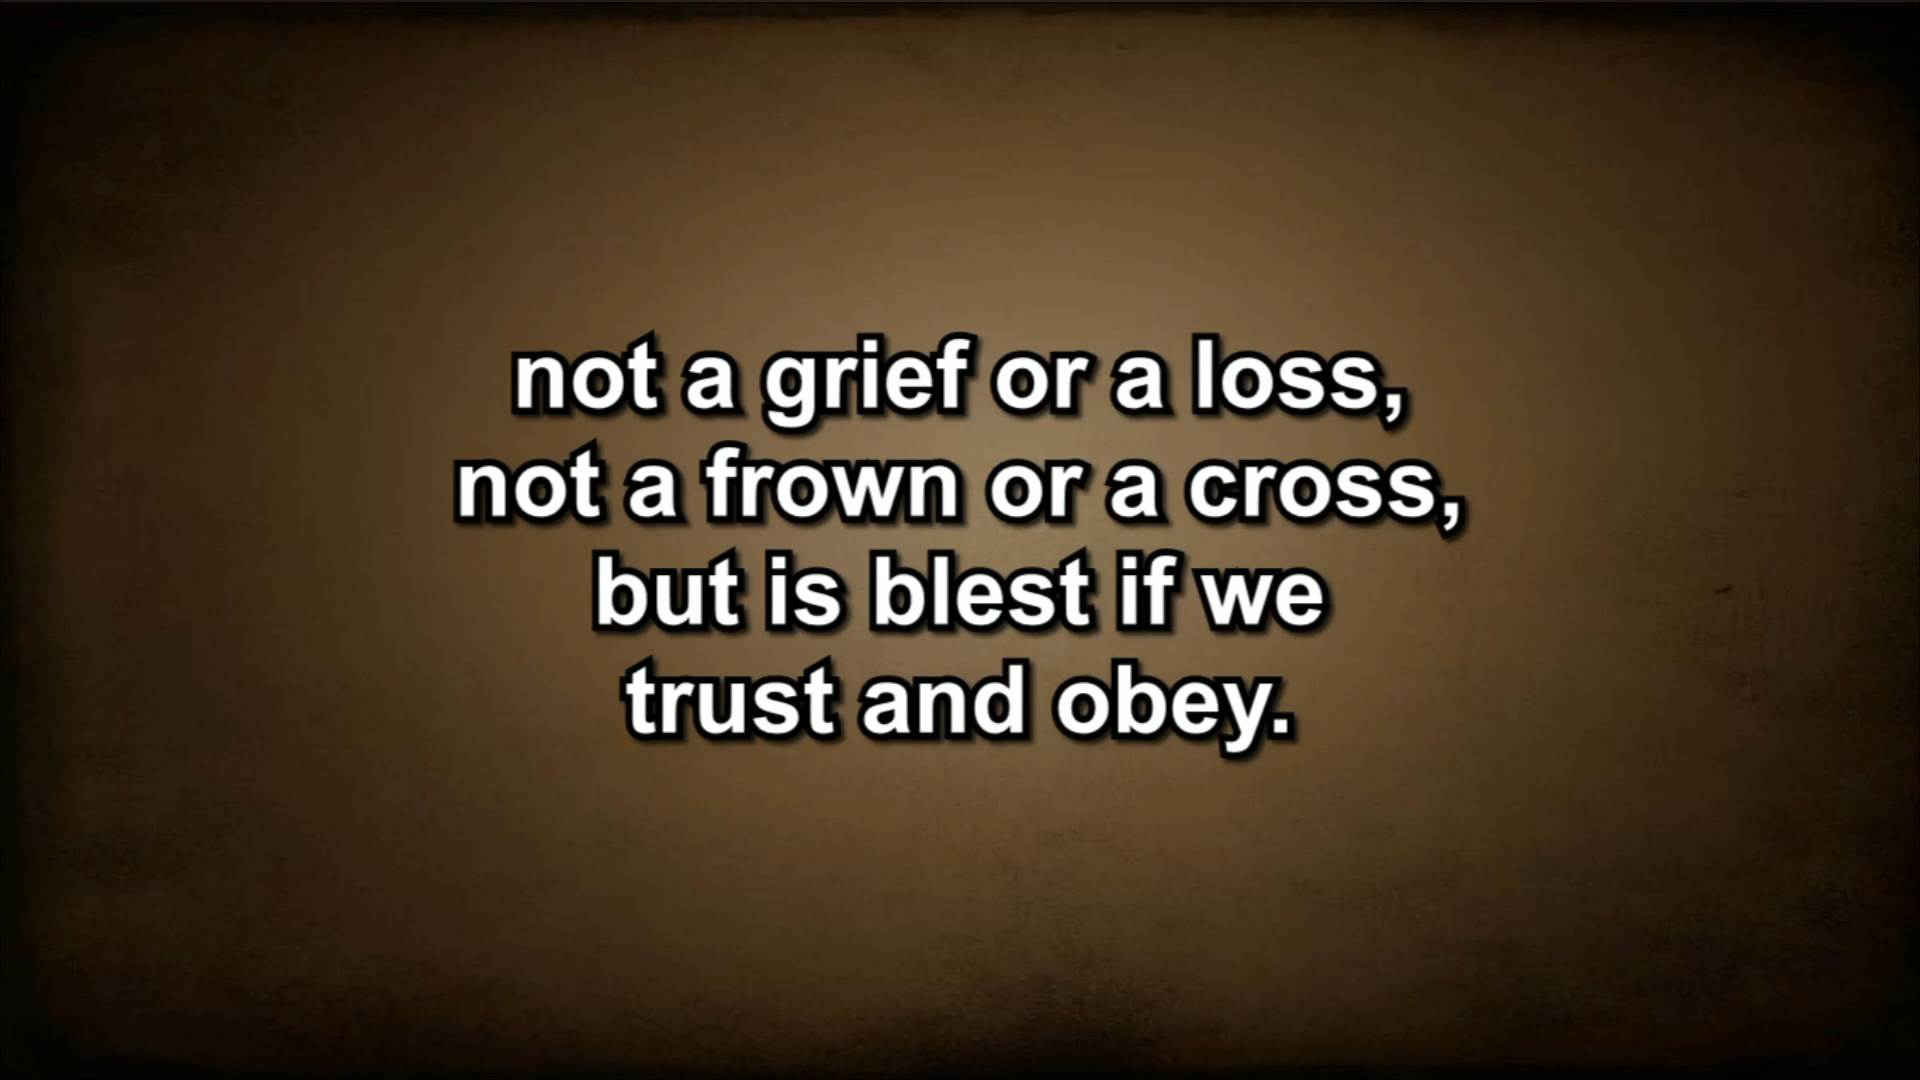 not a grief or a loss,
not a frown or a cross,
but is blest if we
trust and obey.